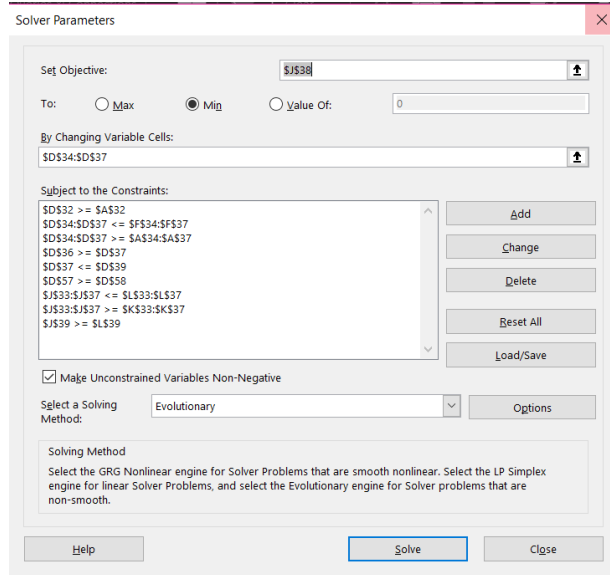 Solver Parameters
Set Objective:
$J$38
To:
Max
Min
Value Of:
0
By Changing Variable Cells:
$D$34:$D$37
Subject to the Constraints:
$D$32 >= $A$32
$D$34:$D$37 <= $F$34:$F$37
$D$34:$D$37 >= $A$34:$A$37
$D$36 >= $D$37
$D$37 <= $D$39
$D$57 >= $D$58
$J$33:$J$37 <= $L$33:$L$37
$J$33:$J$37 >= $K$33:$K$37
$J$39 >= $L$39
Add
Change
Delete
Reset All
Load/Save
Make Unconstrained Variables Non-Negative
Select a Solving
Method:
Evolutionary
Options
Solving Method
Select the GRG Nonlinear engine for Solver Problems that are smooth nonlinear. Select the LP Simplex
engine for linear Solver Problems, and select the Evolutionary engine for Solver problems that are
non-smooth.
Help
Solve
Close